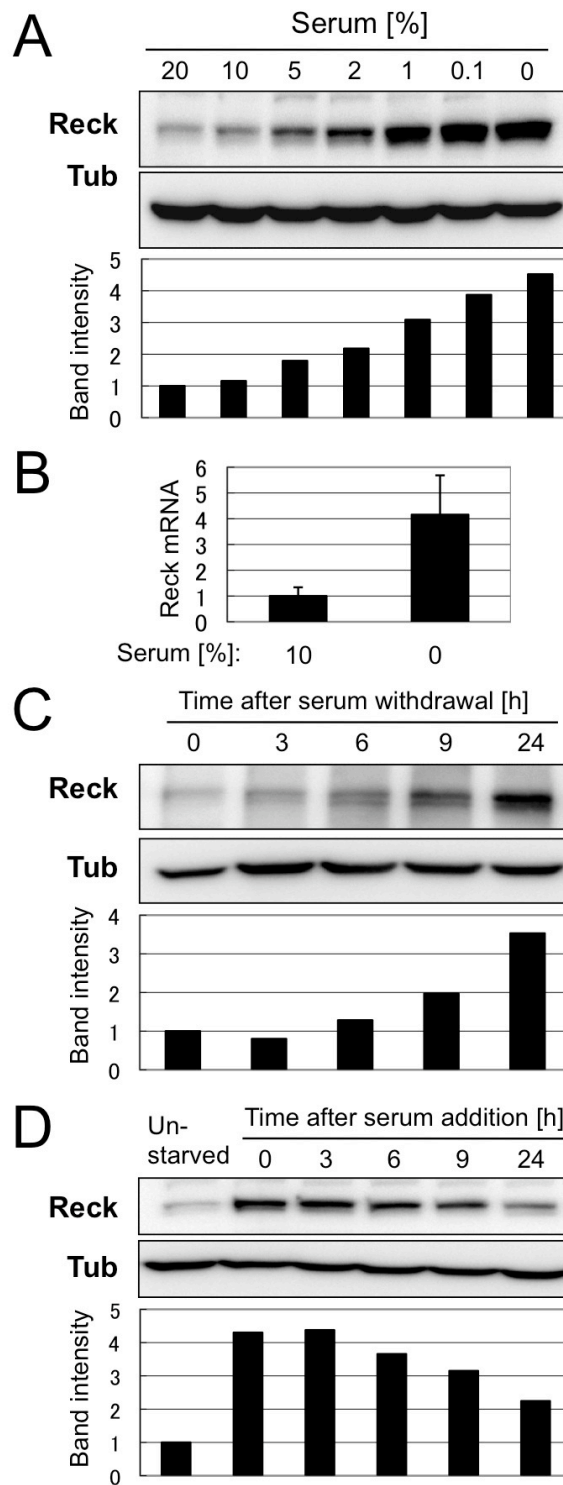 A
Serum [%]
20 10 5 2 1 0.1 0
Reck
Tub
Band intensity
5
4
3
2
1
0
B
Reck mRNA
6
5
4
3
2
1
0
Serum [%]: 10 0
C
Time after serum withdrawal [h]
0 3 6 9 24
Reck
Tub
Band intensity
4
3
2
1
0
D
Un-
starved
Time after serum addition [h]
0 3 6 9 24
Reck
Tub
Band intensity
5
4
3
2
1
0